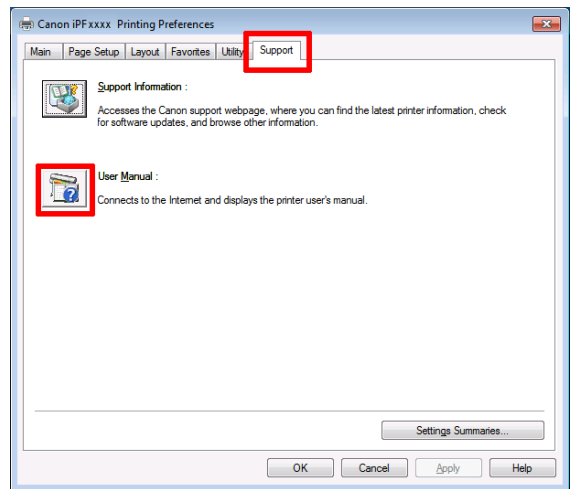 Canon iPFxxxx Printing Preferences
Main Page Setup Layout Favorites Utility Support
Support Information :
Accesses the Canon support webpage, where you can find the latest printer information, check
for software updates, and browse other information.
User Manual :
Connects to the Internet and displays the printer user's manual.
Settings Summaries...
OK Cancel Apply Help